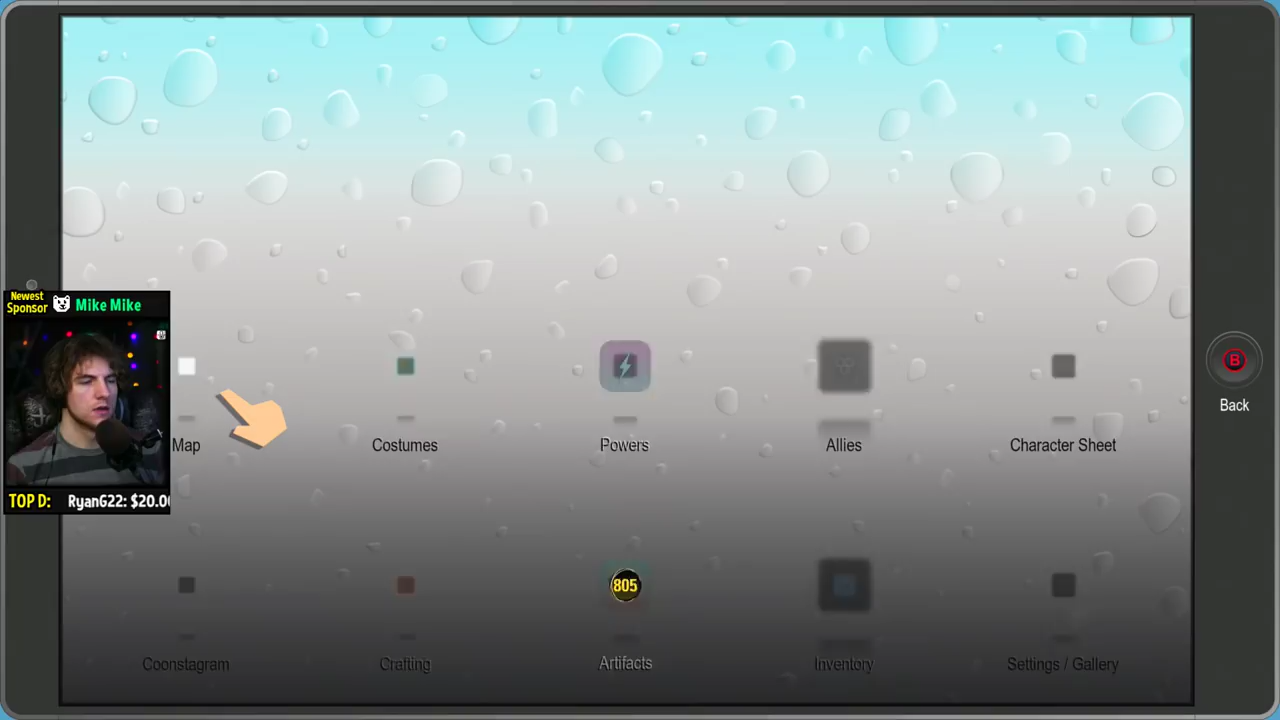 Newest
Sponsor
Mike Mike
B
Back
Map
Costumes
Powers
Allies
Character Sheet
TOP D: RyanG22: $20.0
805
Coonstagram
Crafting
Artifacts
Inventory
Settings / Gallery